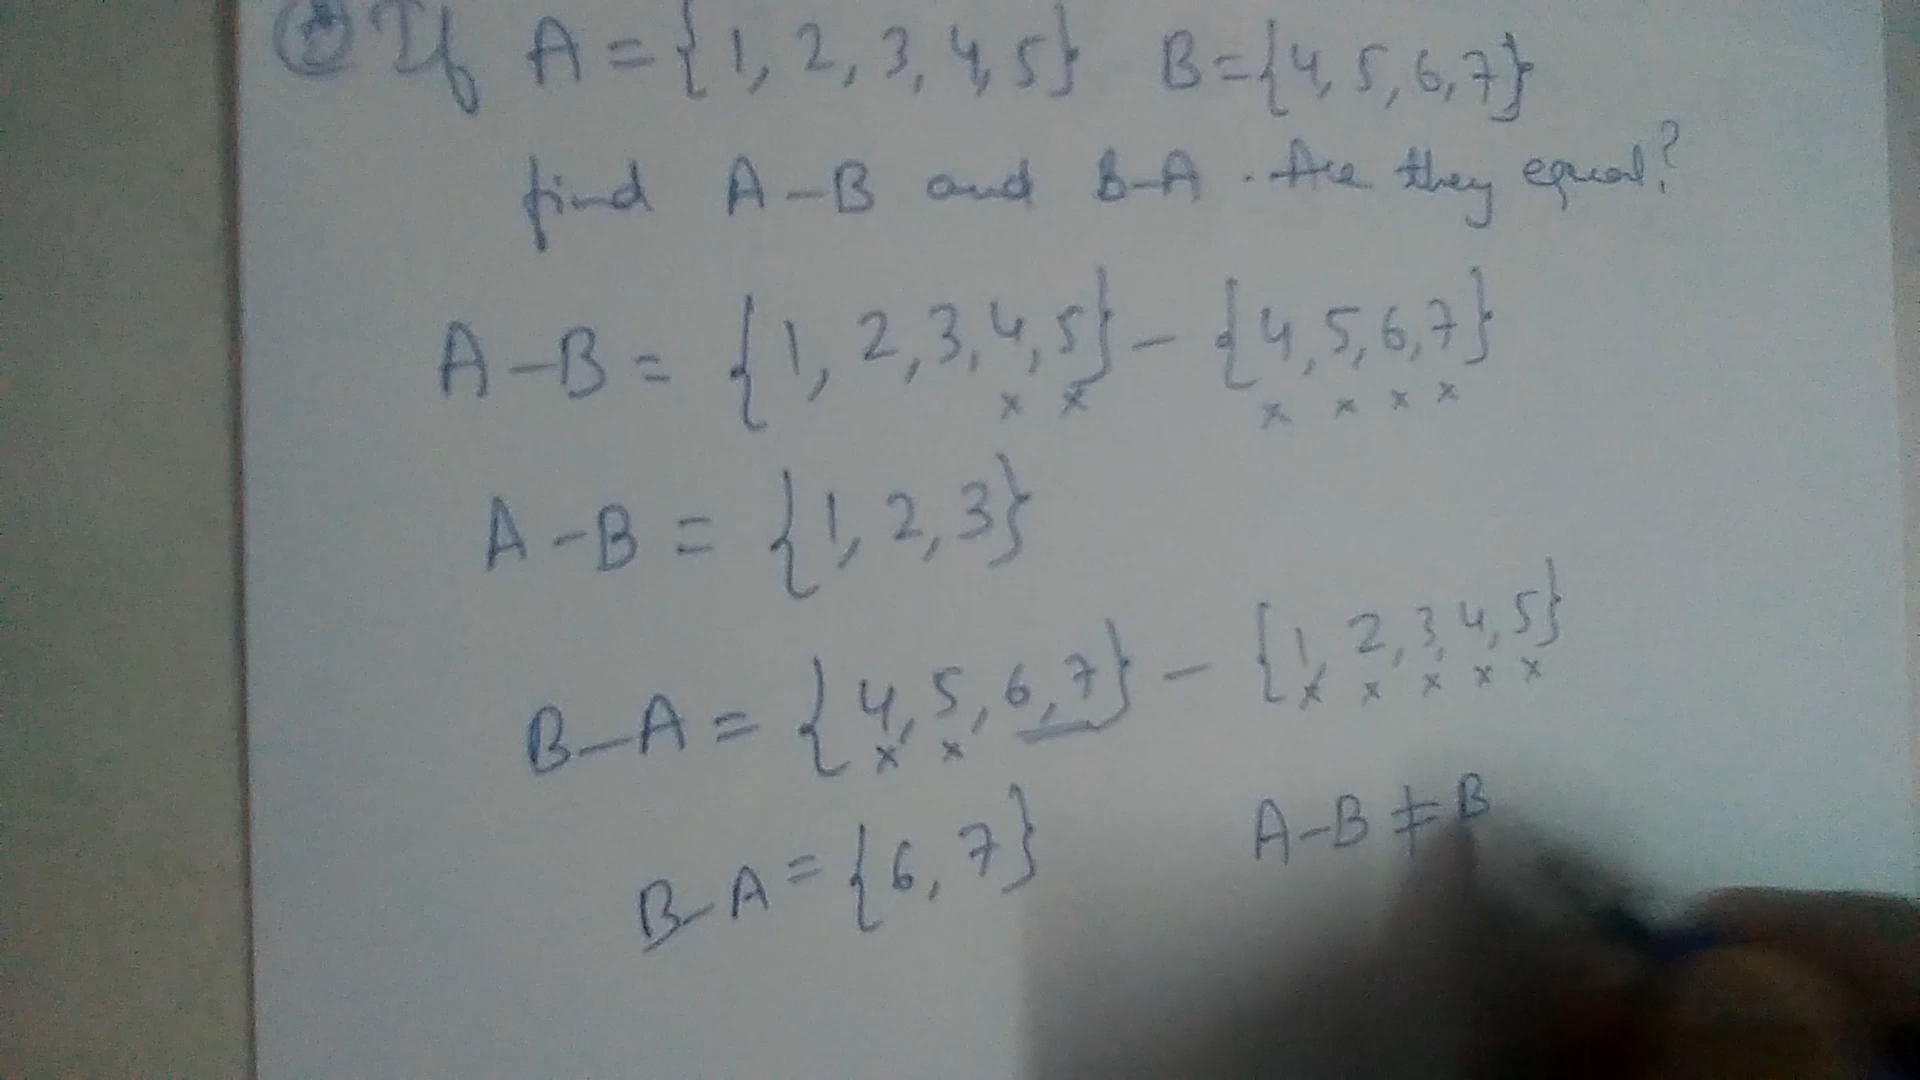 If A = {1, 2, 3, 4, 5} B = {4, 5, 6, 7}
find A - B and B - A. Are they equal?
A - B = {1, 2, 3, 4, 5} - {4, 5, 6, 7}
x x x x x x
A - B = {1, 2, 3}
B - A = {4, 5, 6, 7} - {1, 2, 3, 4, 5}
x x x x x x x
B - A = {6, 7} A - B ≠ B